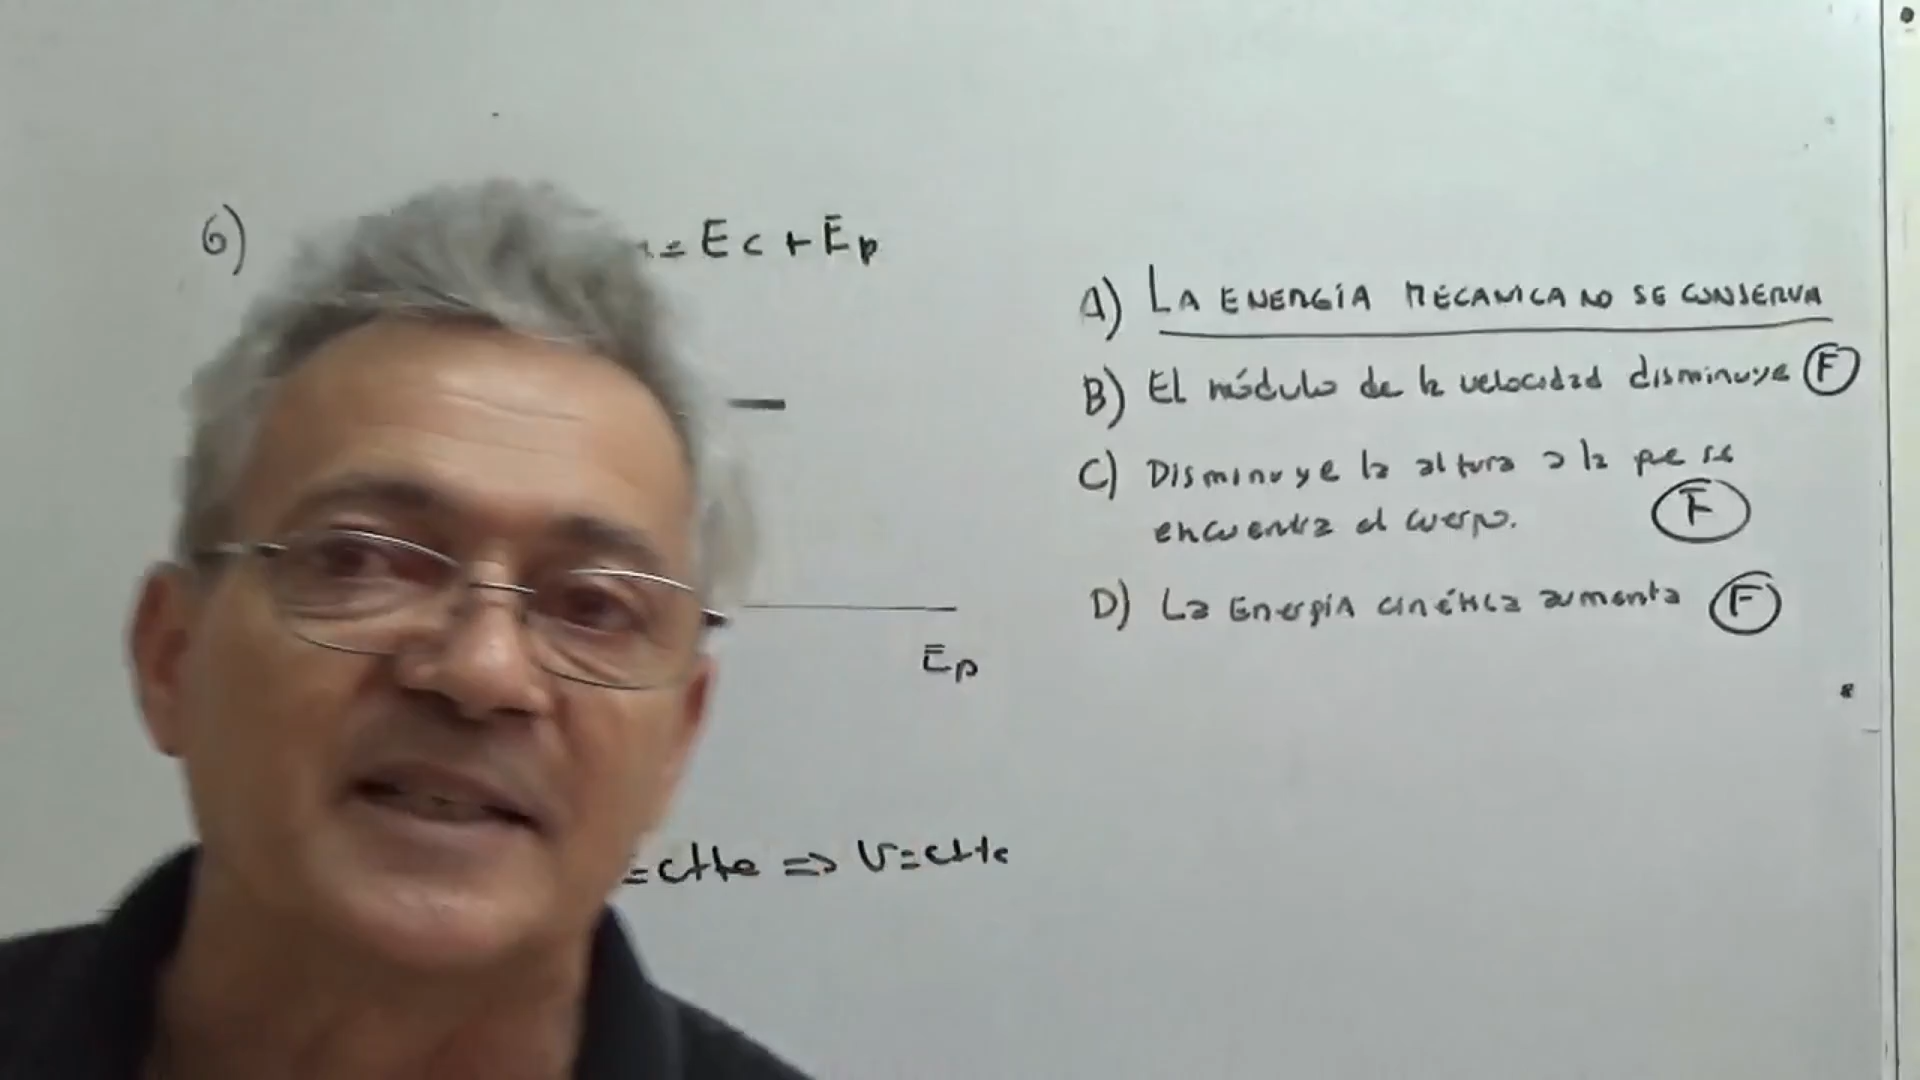 6)
= Ec + Ep
A) LA ENERGÍA MECANICA NO SE CONSERVA
B) El módulo de la velocidad disminuye F
C) Disminuye la altura a la que se
encuentra el cuerpo. F
D) La Energía cinética aumenta F
Ep
=ctte => V=ctte